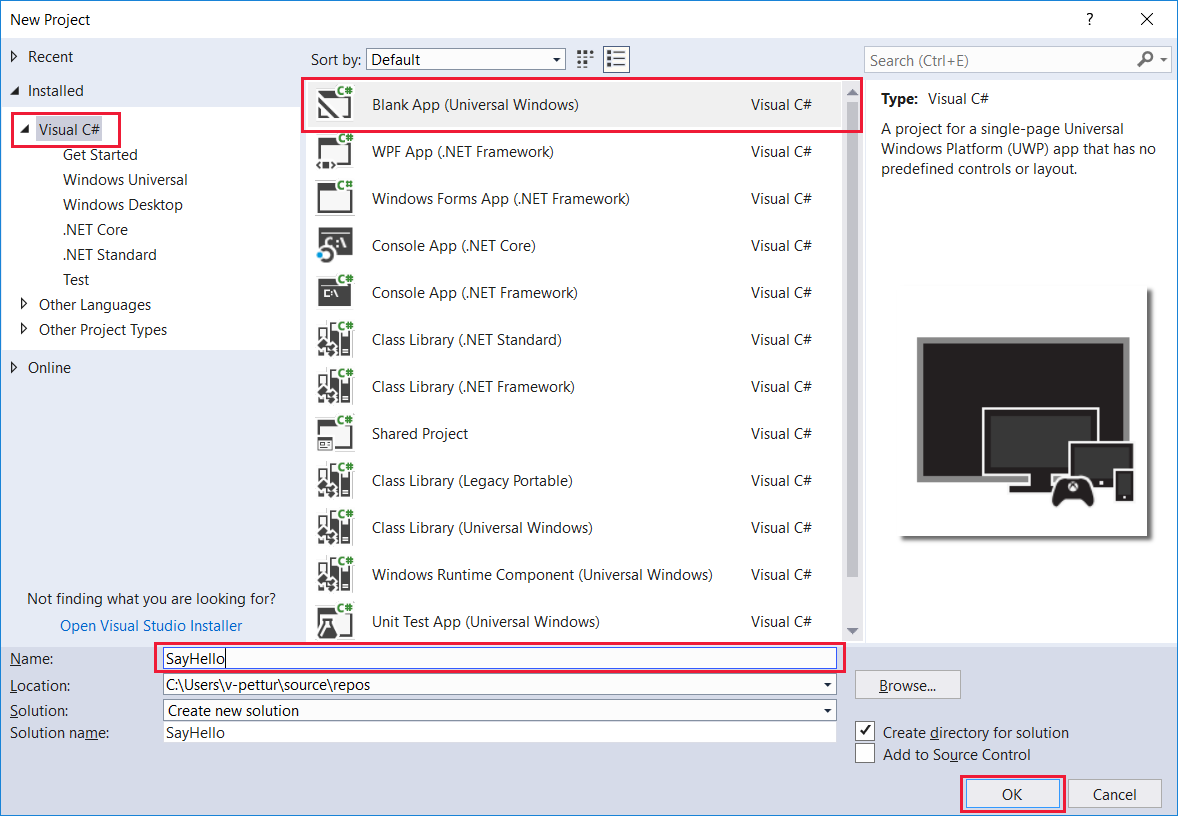 New Project
?
Recent
Installed
Visual C#
Get Started
Windows Universal
Windows Desktop
.NET Core
.NET Standard
Test
Other Languages
Other Project Types
Online
Not finding what you are looking for?
Open Visual Studio Installer
Sort by: Default
Blank App (Universal Windows) Visual C#
WPF App (.NET Framework) Visual C#
Windows Forms App (.NET Framework) Visual C#
Console App (.NET Core) Visual C#
Console App (.NET Framework) Visual C#
Class Library (.NET Standard) Visual C#
Class Library (.NET Framework) Visual C#
Shared Project Visual C#
Class Library (Legacy Portable) Visual C#
Class Library (Universal Windows) Visual C#
Windows Runtime Component (Universal Windows) Visual C#
Unit Test App (Universal Windows) Visual C#
Search (Ctrl+E)
Type: Visual C#
A project for a single-page Universal
Windows Platform (UWP) app that has no
predefined controls or layout.
Name: SayHello
Location: C:\Users\v-pettur\source\repos
Browse...
Solution: Create new solution
Solution name: SayHello
Create directory for solution
Add to Source Control
OK
Cancel